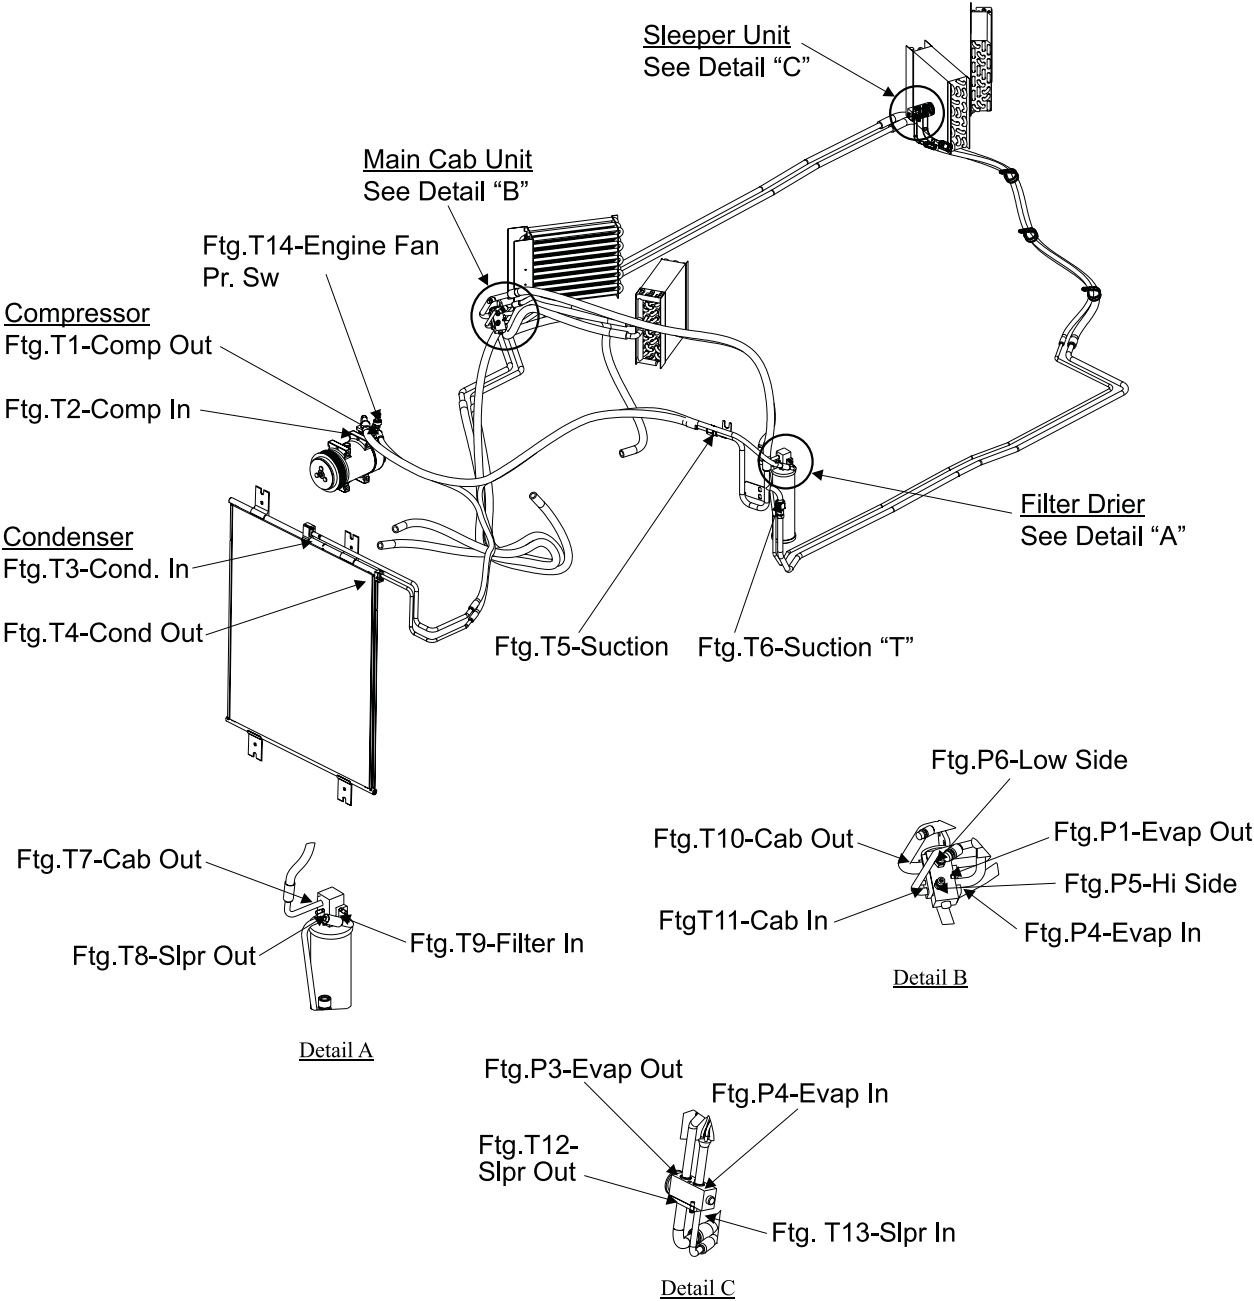 Sleeper Unit
See Detail “C”
Main Cab Unit
See Detail “B”
Ftg.T14-Engine Fan
Pr. Sw
Compressor
Ftg.T1-Comp Out
Ftg.T2-Comp In
Filter Drier
See Detail “A”
Condenser
Ftg.T3-Cond. In
Ftg.T4-Cond Out
Ftg.T5-Suction
Ftg.T6-Suction “T”
Ftg.P6-Low Side
Ftg.T10-Cab Out
Ftg.P1-Evap Out
Ftg.P5-Hi Side
FtgT11-Cab In
Ftg.P4-Evap In
Detail B
Ftg.T7-Cab Out
Ftg.T8-Slpr Out
Ftg.T9-Filter In
Detail A
Ftg.P3-Evap Out
Ftg.P4-Evap In
Ftg.T12-
Slpr Out
Ftg. T13-Slpr In
Detail C